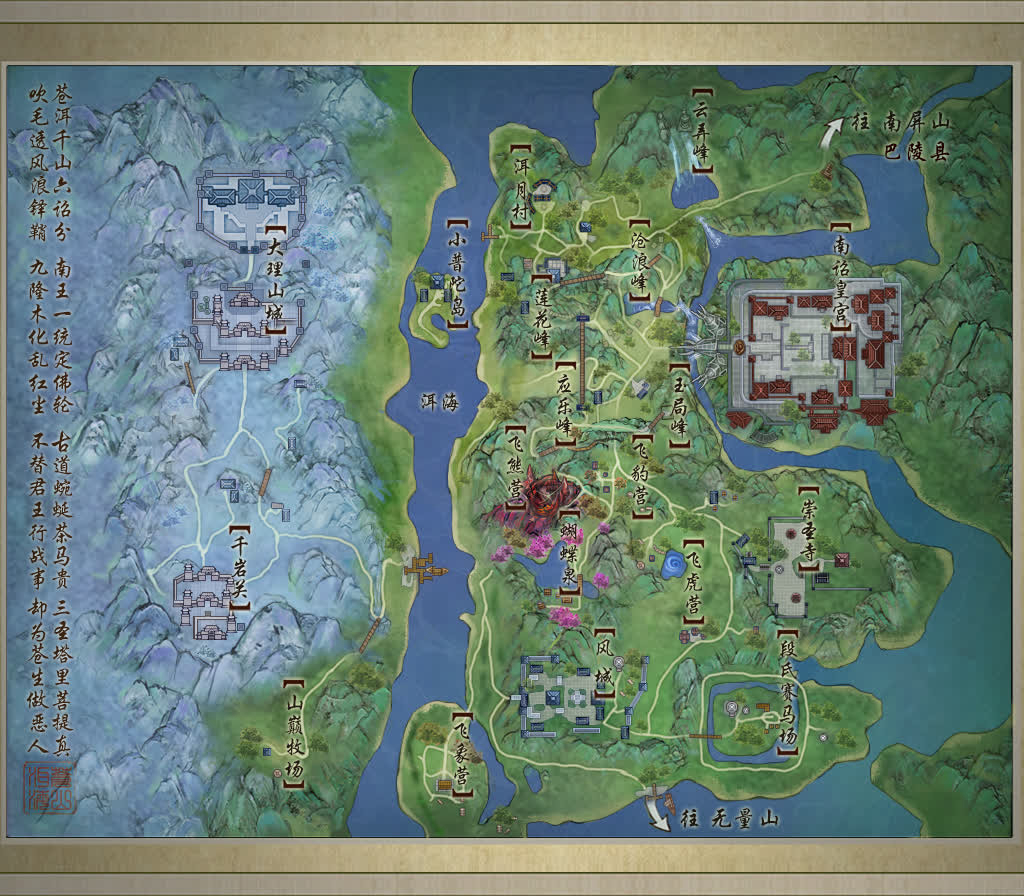 苍洱千山六诏分 南王一统定佛轮 古道蜿蜒茶马贵 三圣塔里菩提真
吹毛透风浪铎鞘 九隆木化乱红尘 不替君王行战事 却为苍生做恶人
【云弄峰】
往 南屏山
巴陵县
【洱月村】
【小普陀岛】
【沧浪峰】
【南诏皇宫】
【大理山城】
【莲花峰】
洱海
【应乐峰】
【玉局峰】
【飞熊营】
【飞豹营】
【蝴蝶泉】
【崇圣寺】
【千岩关】
【飞虎营】
【风城】
【段氏赛马场】
【山巅牧场】
【飞象营】
往 无量山